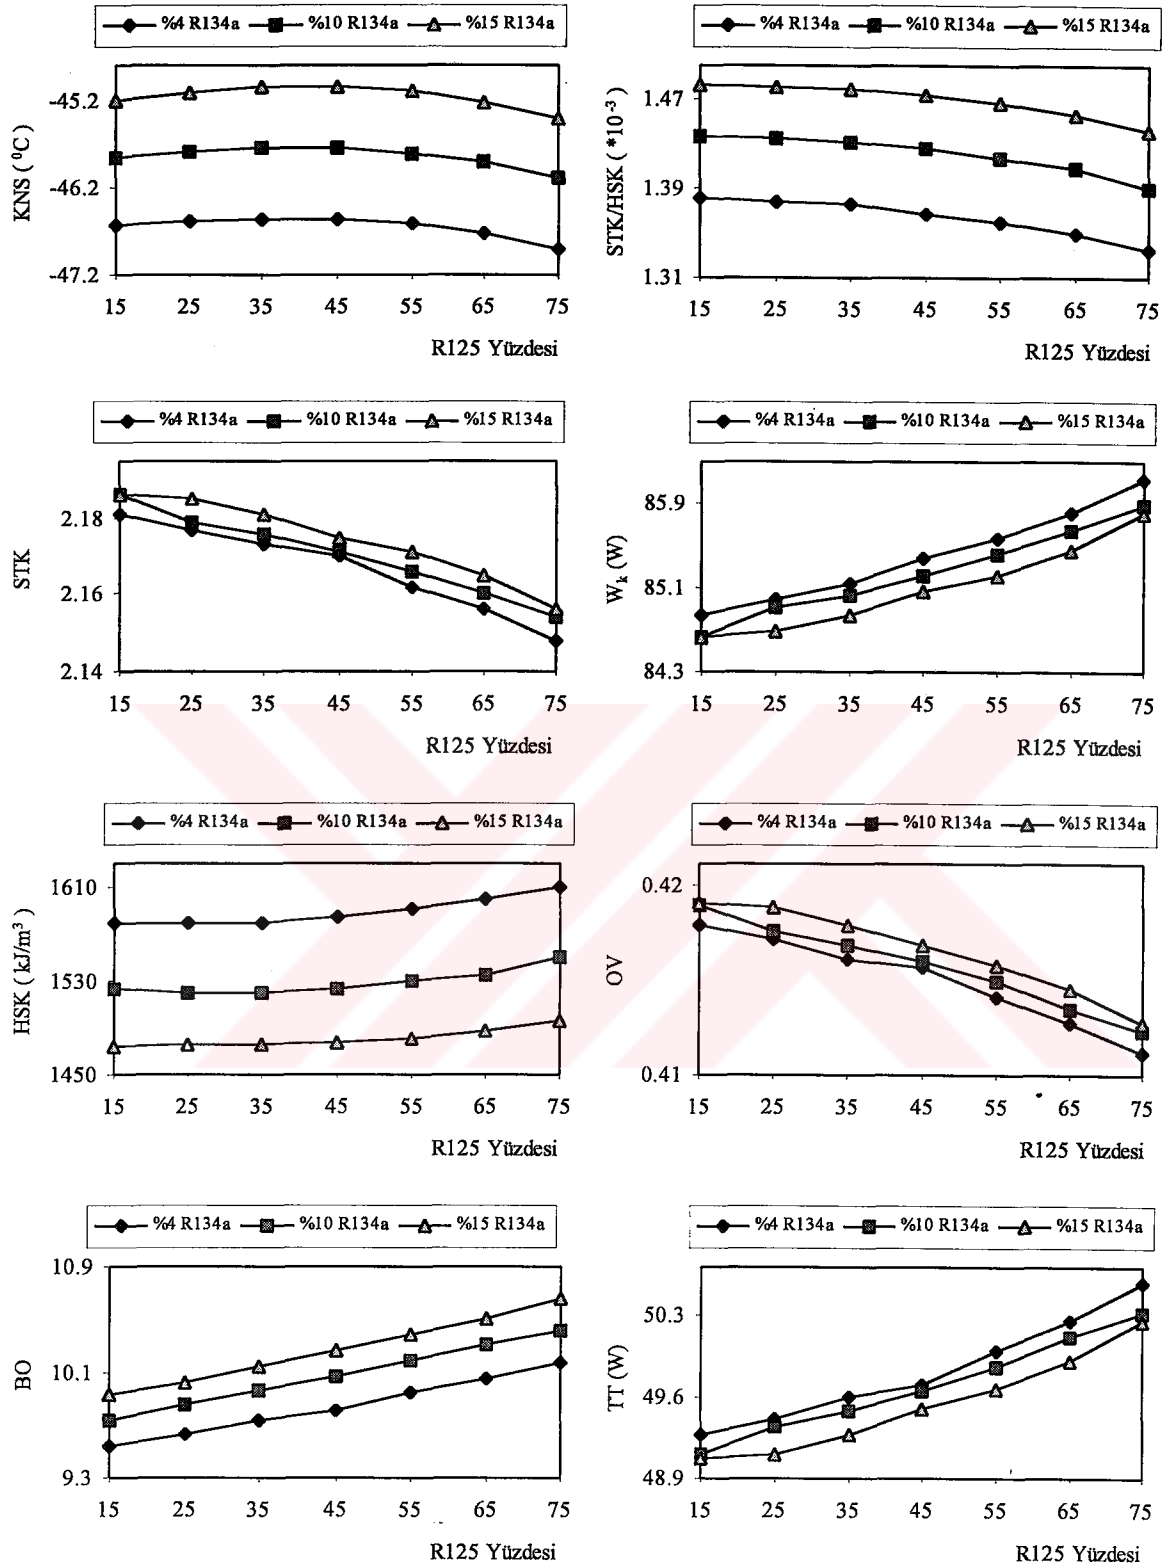 %4 R134a %10 R134a %15 R134a
KNS ( ⁰C )
-45.2
-46.2
-47.2
15 25 35 45 55 65 75
R125 Yüzdesi
%4 R134a %10 R134a %15 R134a
STK/HSK ( *10⁻³ )
1.47
1.39
1.31
15 25 35 45 55 65 75
R125 Yüzdesi
%4 R134a %10 R134a %15 R134a
STK
2.18
2.16
2.14
15 25 35 45 55 65 75
R125 Yüzdesi
%4 R134a %10 R134a %15 R134a
Wₖ (W)
85.9
85.1
84.3
15 25 35 45 55 65 75
R125 Yüzdesi
%4 R134a %10 R134a %15 R134a
HSK ( kJ/m³ )
1610
1530
1450
15 25 35 45 55 65 75
R125 Yüzdesi
%4 R134a %10 R134a %15 R134a
OV
0.42
0.41
15 25 35 45 55 65 75
R125 Yüzdesi
%4 R134a %10 R134a %15 R134a
BO
10.9
10.1
9.3
15 25 35 45 55 65 75
R125 Yüzdesi
%4 R134a %10 R134a %15 R134a
TT (W)
50.3
49.6
48.9
15 25 35 45 55 65 75
R125 Yüzdesi